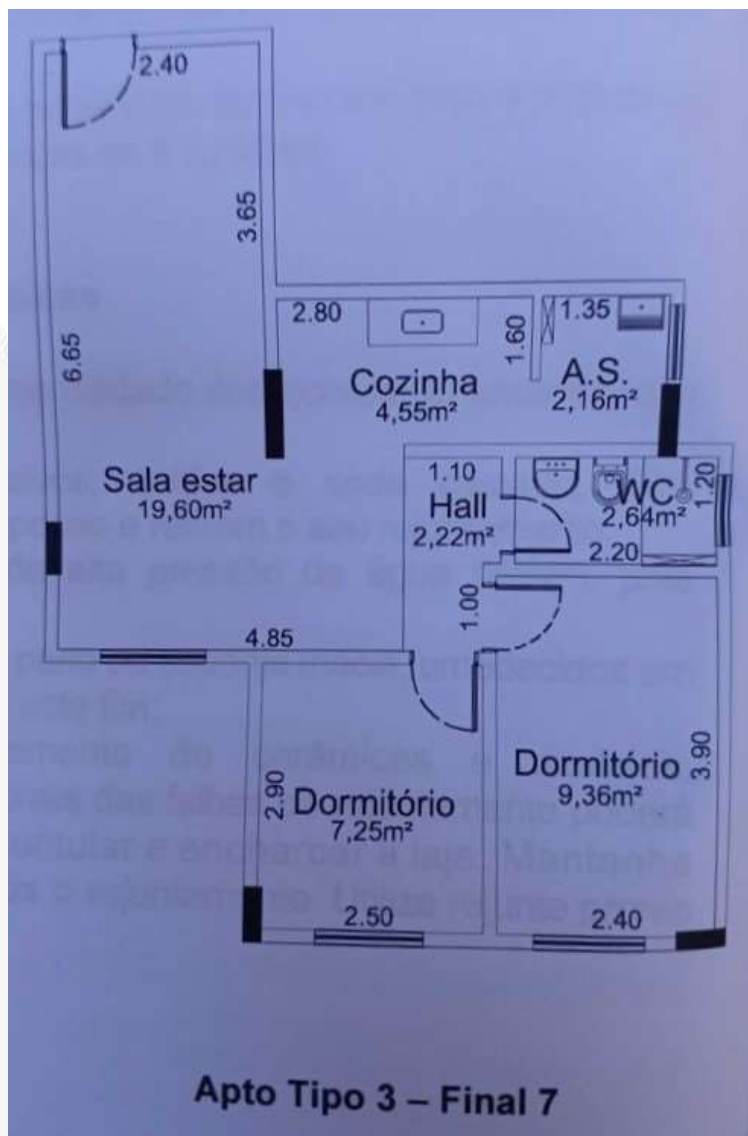 2.40
3.65
6.65
2.80
1.60
1.35
Cozinha
4,55m²
A.S.
2,16m²
Sala estar
19,60m²
1.10
Hall
2,22m²
WC
2,64m²
1.20
2.20
1.00
4.85
2.90
Dormitório
7,25m²
Dormitório
9,36m²
3.90
2.50
2.40
Apto Tipo 3 – Final 7